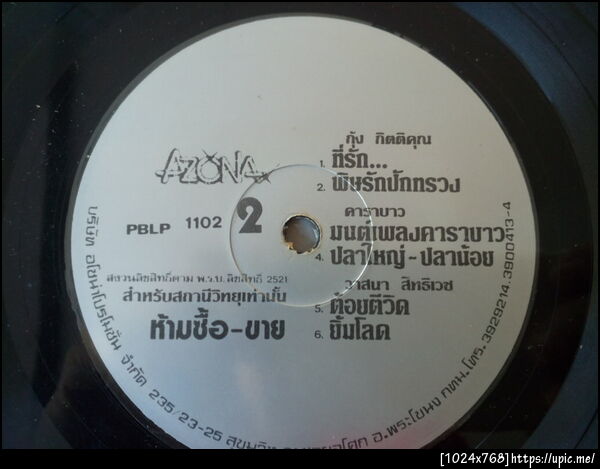 AZONA
PBLP 1102
2
กุ้ง กิตติคุณ
1. ที่รัก...
2. พิษรักปักทรวง
คาราบาว
มนต์เพลงคาราบาว
4. ปลาใหญ่-ปลาน้อย
วาสนา สิทธิเวช
5. ต้อยตีวิด
6. ยิ้มโลด
สงวนลิขสิทธิ์ตาม พ.ร.บ.ลิขสิทธิ์ 2521
สำหรับสถานีวิทยุเท่านั้น
ห้ามซื้อ-ขาย
บริษัท อโซน่าโปรโมชั่น จำกัด 235/23-25 สุขุมวิท อ.พระโขนง กทม.โทร. 3929214.3900413-4
[1024x768]https://upic.me/